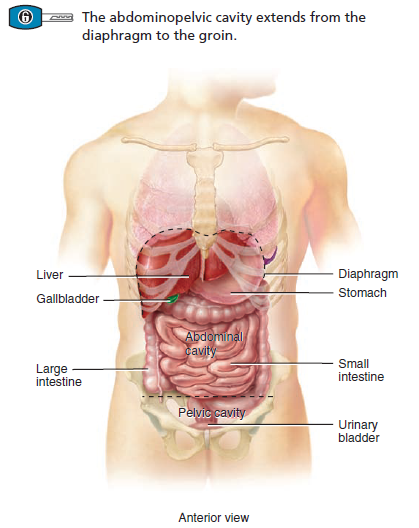 6 The abdominopelvic cavity extends from the
diaphragm to the groin.
Liver
Gallbladder
Large
intestine
Diaphragm
Stomach
Abdominal
cavity
Small
intestine
Pelvic cavity
Urinary
bladder
Anterior view